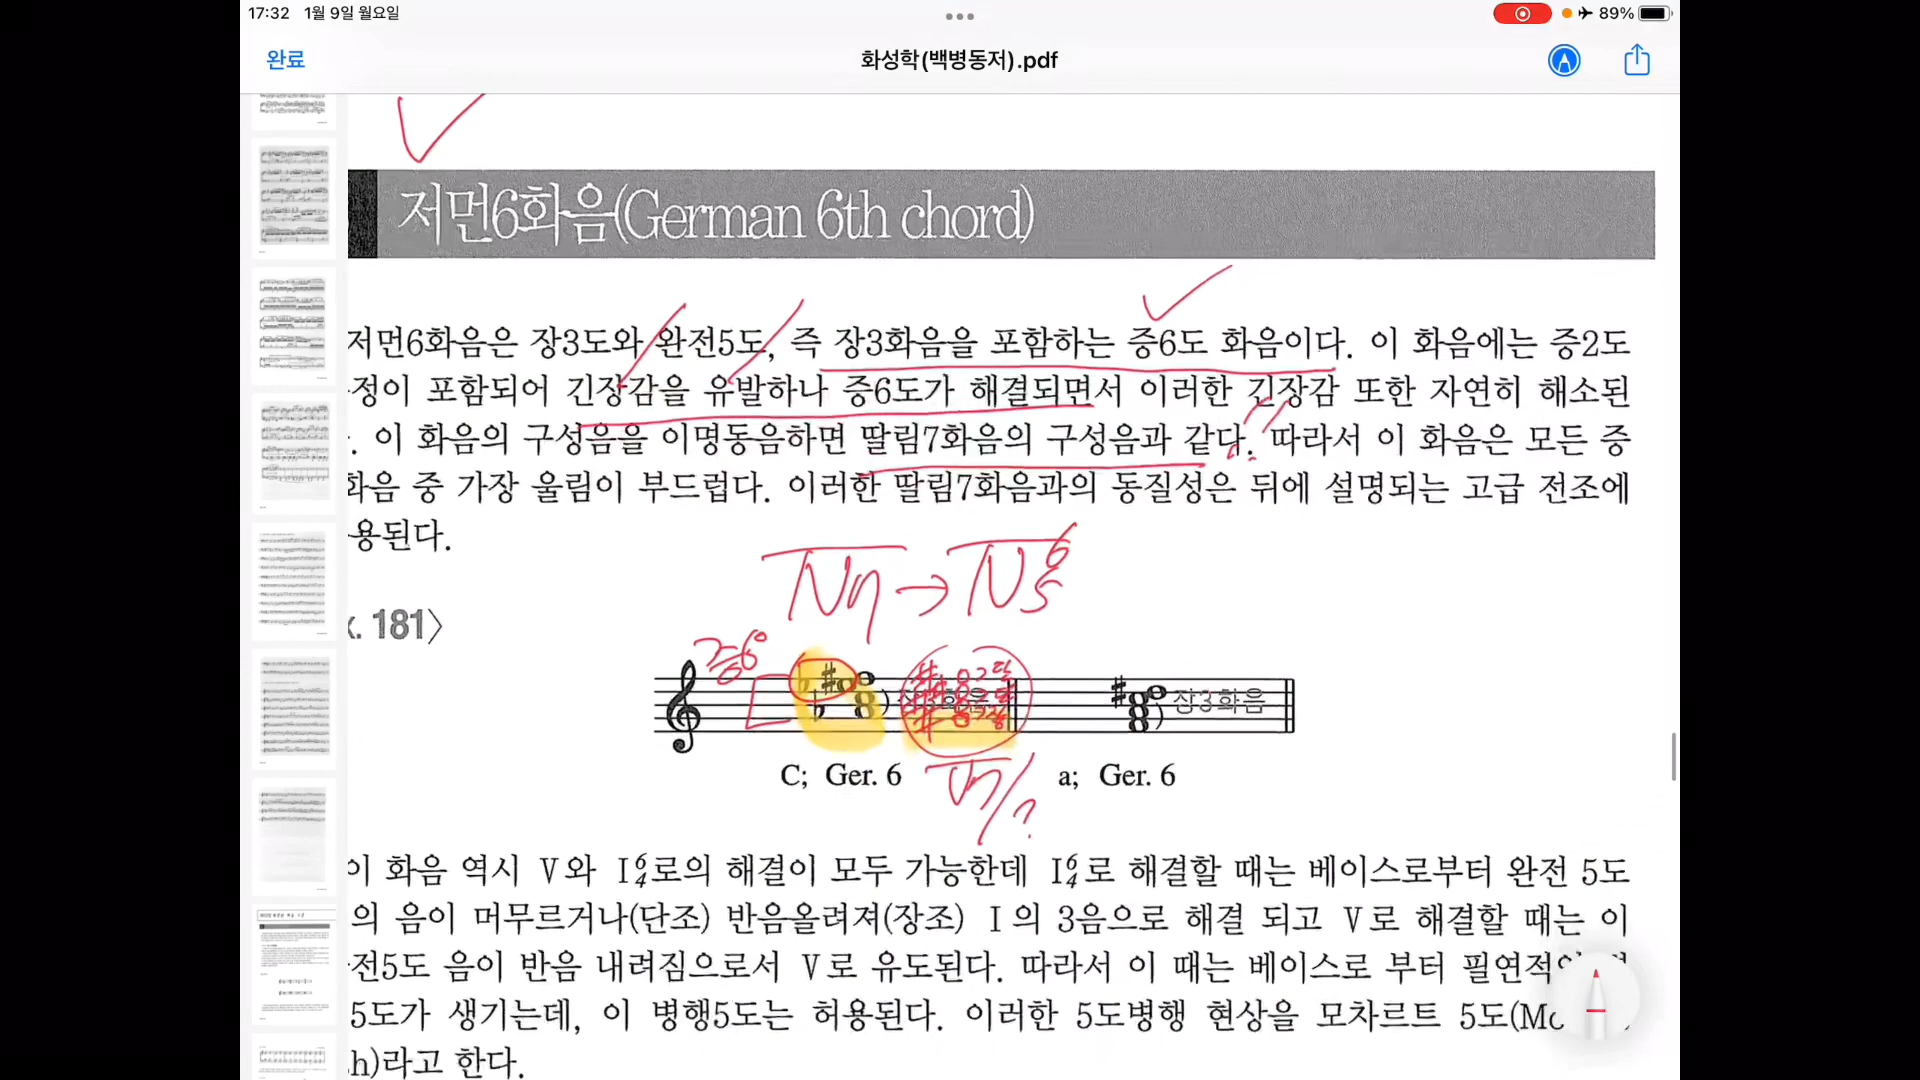 17:32 1월 9일 월요일
89%
완료
화성학(백병동저).pdf
저먼6화음(German 6th chord)
저먼6화음은 장3도와 완전5도, 즉 장3화음을 포함하는 증6도 화음이다. 이 화음에는 증2도
정이 포함되어 긴장감을 유발하나 증6도가 해결되면서 이러한 긴장감 또한 자연히 해소된
. 이 화음의 구성음을 이명동음하면 딸림7화음의 구성음과 같다. 따라서 이 화음은 모든 증
화음 중 가장 울림이 부드럽다. 이러한 딸림7화음과의 동질성은 뒤에 설명되는 고급 전조에
용된다.
IV7 → IV6/5
x. 181〉
증6º
장3화음
C; Ger. 6
V7/?
a; Ger. 6
이 화음 역시 V와 I6/4로의 해결이 모두 가능한데 I6/4로 해결할 때는 베이스로부터 완전 5도
의 음이 머무르거나(단조) 반음올려져(장조) I의 3음으로 해결 되고 V로 해결할 때는 이
전5도 음이 반음 내려짐으로서 V로 유도된다. 따라서 이 때는 베이스로 부터 필연적
5도가 생기는데, 이 병행5도는 허용된다. 이러한 5도병행 현상을 모차르트 5도(Mo
h)라고 한다.